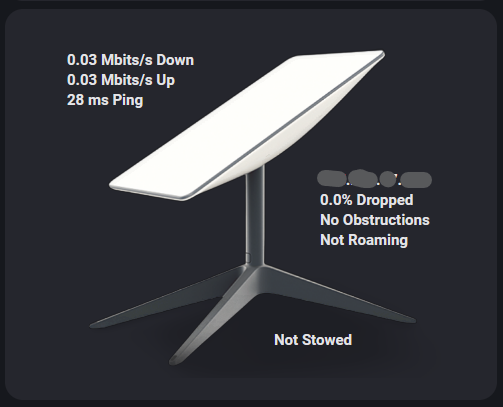 0.03 Mbits/s Down
0.03 Mbits/s Up
28 ms Ping
0.0% Dropped
No Obstructions
Not Roaming
Not Stowed